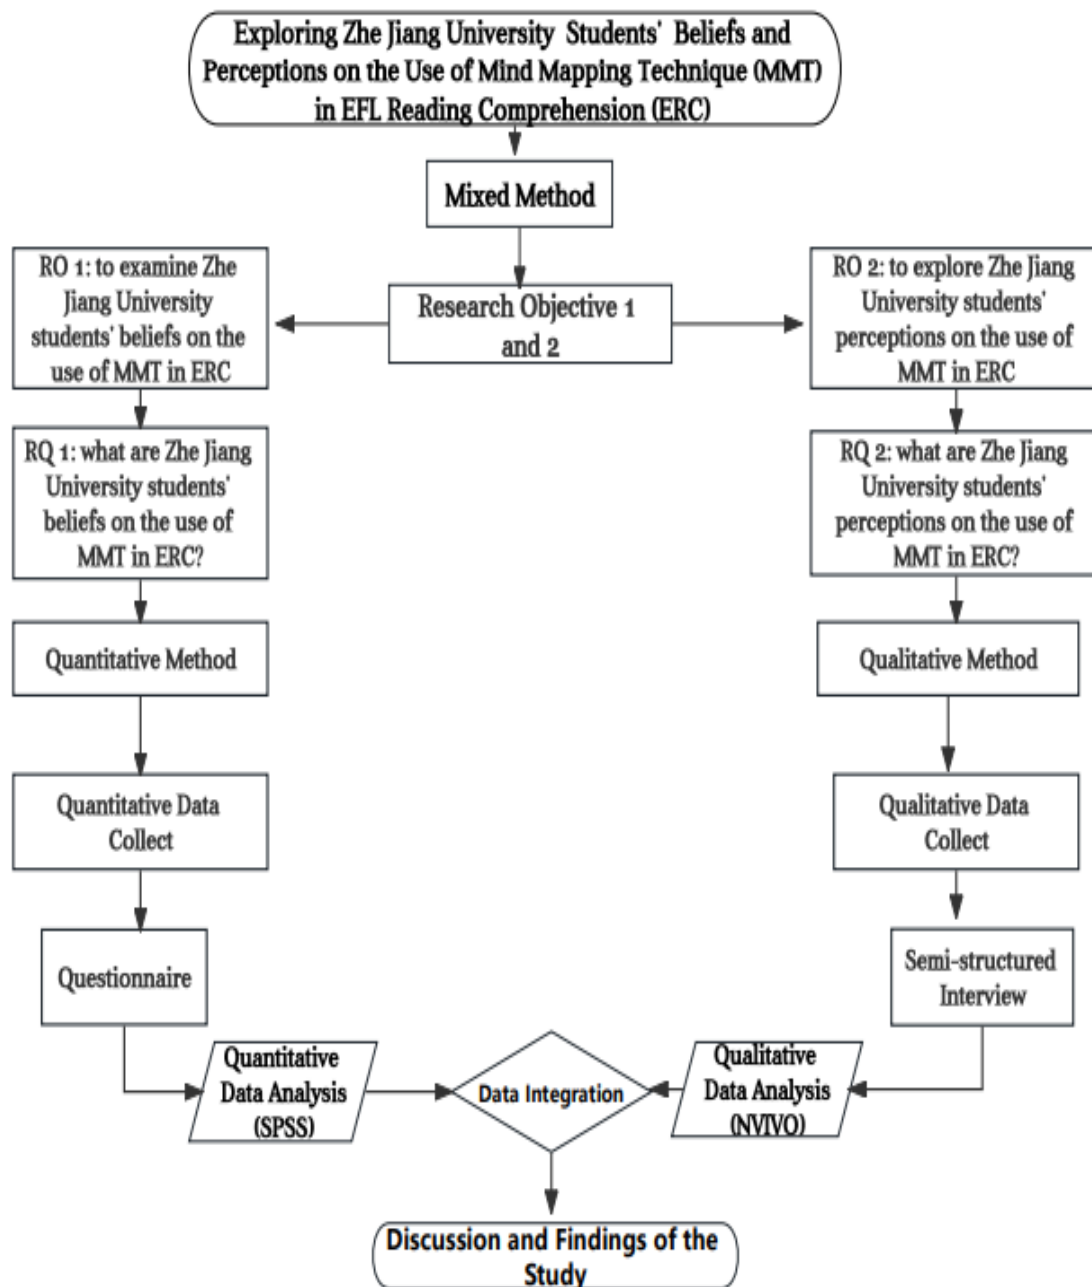 Exploring Zhe Jiang University Students' Beliefs and
Perceptions on the Use of Mind Mapping Technique (MMT)
in EFL Reading Comprehension (ERC)
Mixed Method
Research Objective 1
and 2
RO 1: to examine Zhe
Jiang University
students' beliefs on the
use of MMT in ERC
RO 2: to explore Zhe Jiang
University students'
perceptions on the use of
MMT in ERC
RQ 1: what are Zhe Jiang
University students'
beliefs on the use of
MMT in ERC?
RQ 2: what are Zhe Jiang
University students'
perceptions on the use of
MMT in ERC?
Quantitative Method
Qualitative Method
Quantitative Data
Collect
Qualitative Data
Collect
Questionnaire
Semi-structured
Interview
Quantitative
Data Analysis
(SPSS)
Data Integration
Qualitative
Data Analysis
(NVIVO)
Discussion and Findings of the
Study